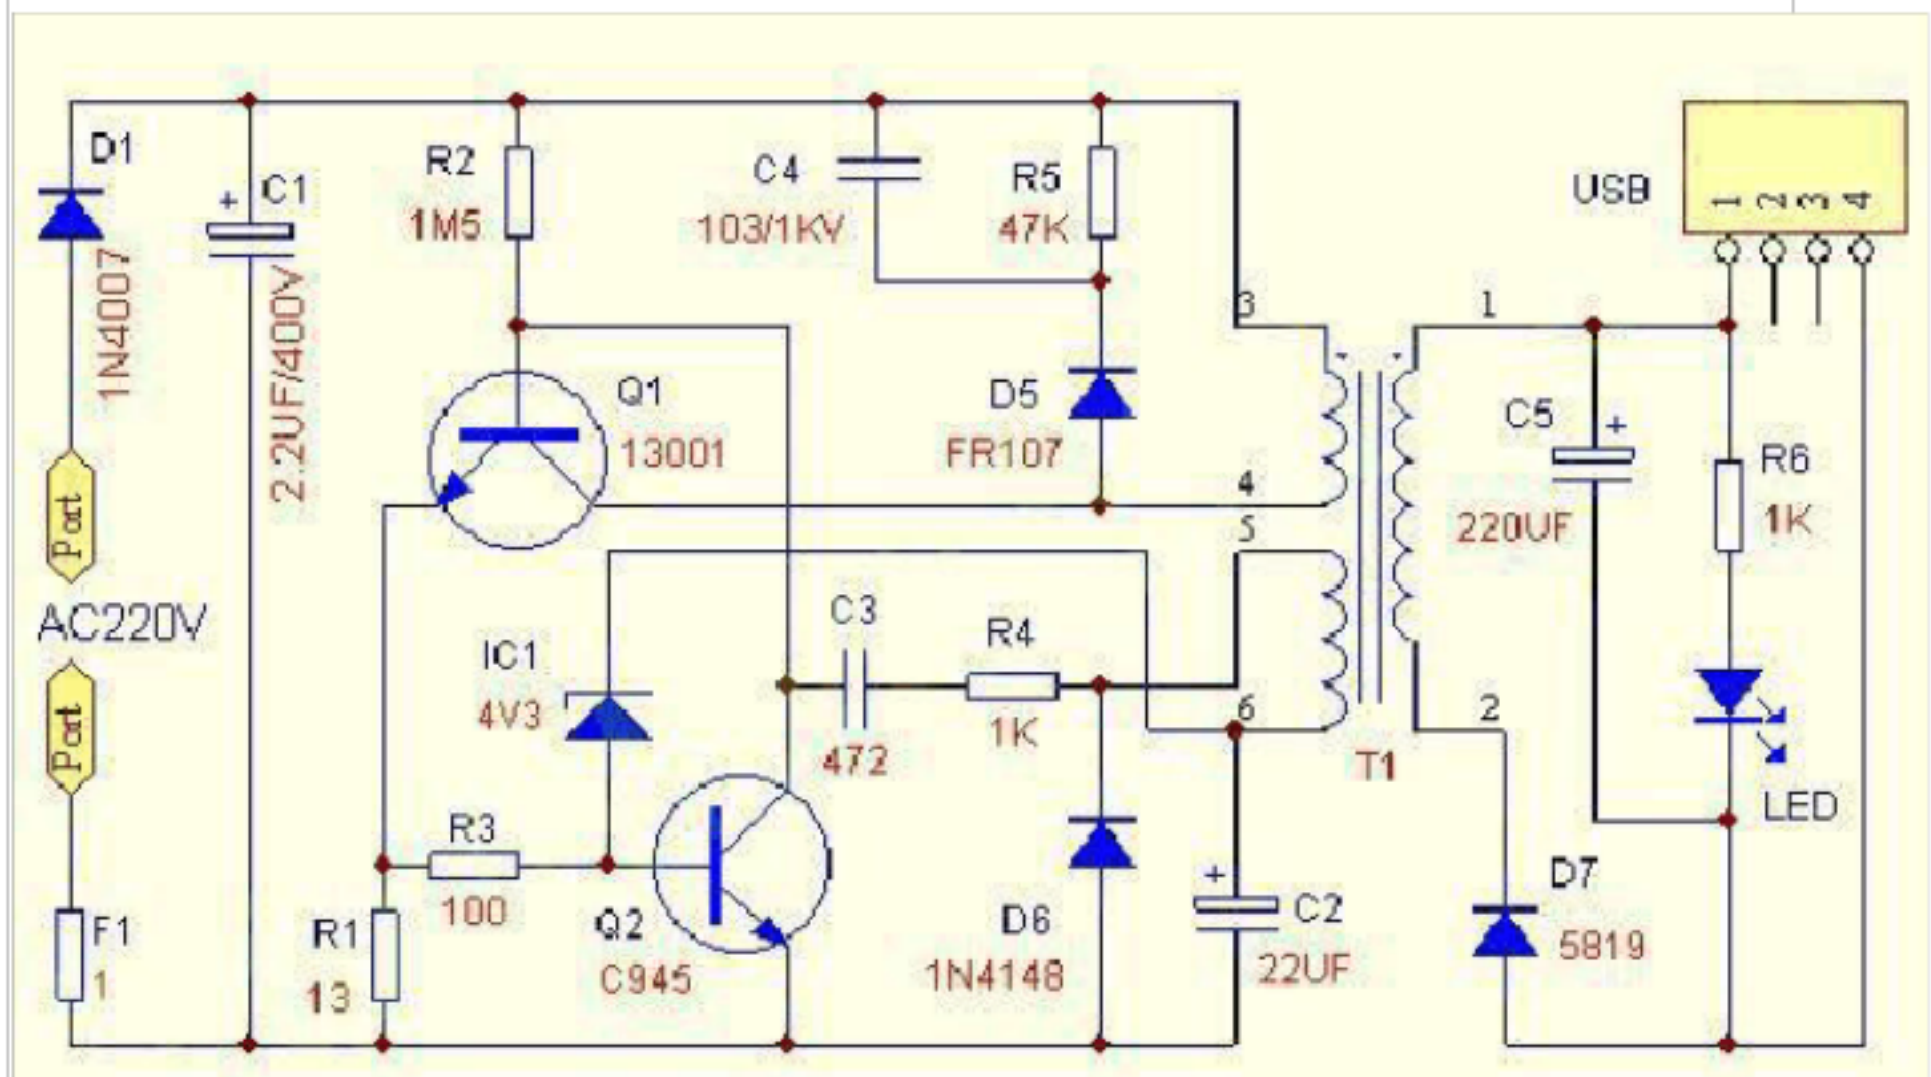 D1
1N4007
C1
+
2.2UF/400V
R2
1M5
C4
103/1KV
R5
47K
USB
1 2 3 4
3
1
Q1
13001
D5
FR107
4
5
C5
+
220UF
R6
1K
Port
AC220V
Port
IC1
4V3
C3
472
R4
1K
6
T1
2
LED
R3
100
F1
1
R1
13
Q2
C945
D6
1N4148
+
C2
22UF
D7
5819